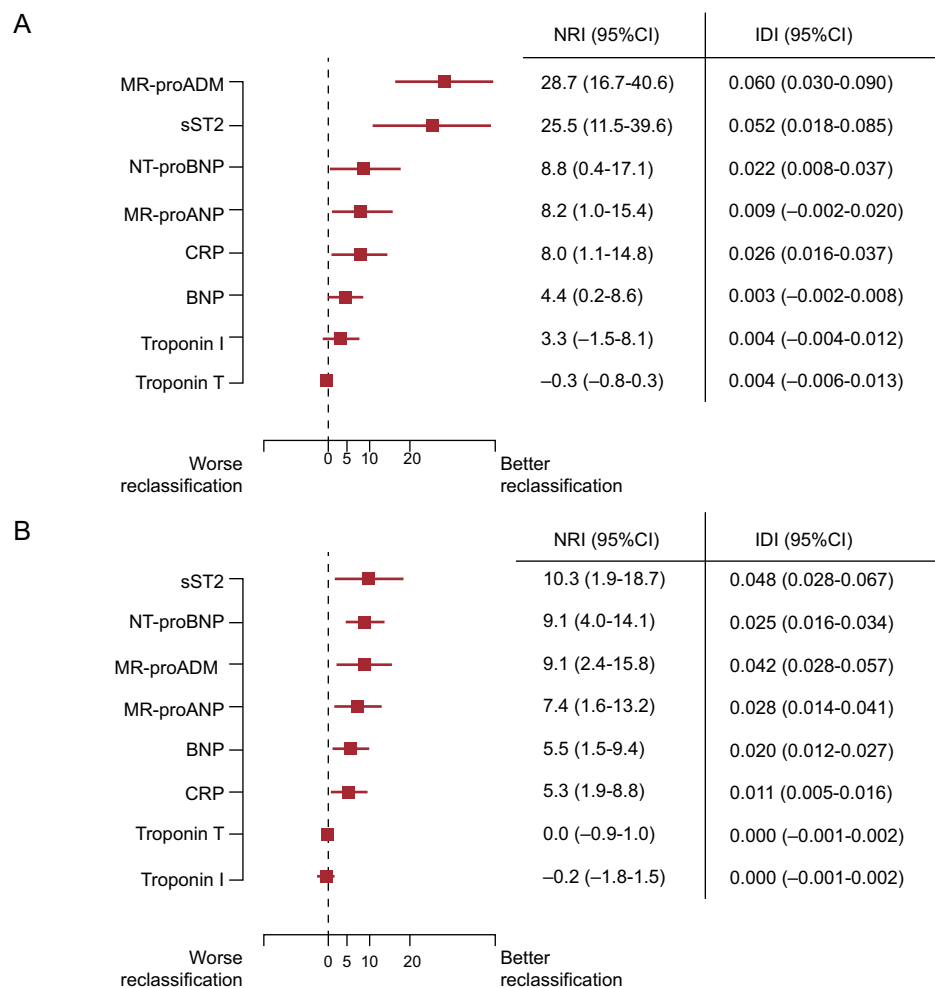 A
NRI (95%CI) IDI (95%CI)
MR-proADM 28.7 (16.7-40.6) 0.060 (0.030-0.090)
sST2 25.5 (11.5-39.6) 0.052 (0.018-0.085)
NT-proBNP 8.8 (0.4-17.1) 0.022 (0.008-0.037)
MR-proANP 8.2 (1.0-15.4) 0.009 (–0.002-0.020)
CRP 8.0 (1.1-14.8) 0.026 (0.016-0.037)
BNP 4.4 (0.2-8.6) 0.003 (–0.002-0.008)
Troponin I 3.3 (–1.5-8.1) 0.004 (–0.004-0.012)
Troponin T –0.3 (–0.8-0.3) 0.004 (–0.006-0.013)
0 5 10 20
Worse Better
reclassification reclassification
B
NRI (95%CI) IDI (95%CI)
sST2 10.3 (1.9-18.7) 0.048 (0.028-0.067)
NT-proBNP 9.1 (4.0-14.1) 0.025 (0.016-0.034)
MR-proADM 9.1 (2.4-15.8) 0.042 (0.028-0.057)
MR-proANP 7.4 (1.6-13.2) 0.028 (0.014-0.041)
BNP 5.5 (1.5-9.4) 0.020 (0.012-0.027)
CRP 5.3 (1.9-8.8) 0.011 (0.005-0.016)
Troponin T 0.0 (–0.9-1.0) 0.000 (–0.001-0.002)
Troponin I –0.2 (–1.8-1.5) 0.000 (–0.001-0.002)
0 5 10 20
Worse Better
reclassification reclassification